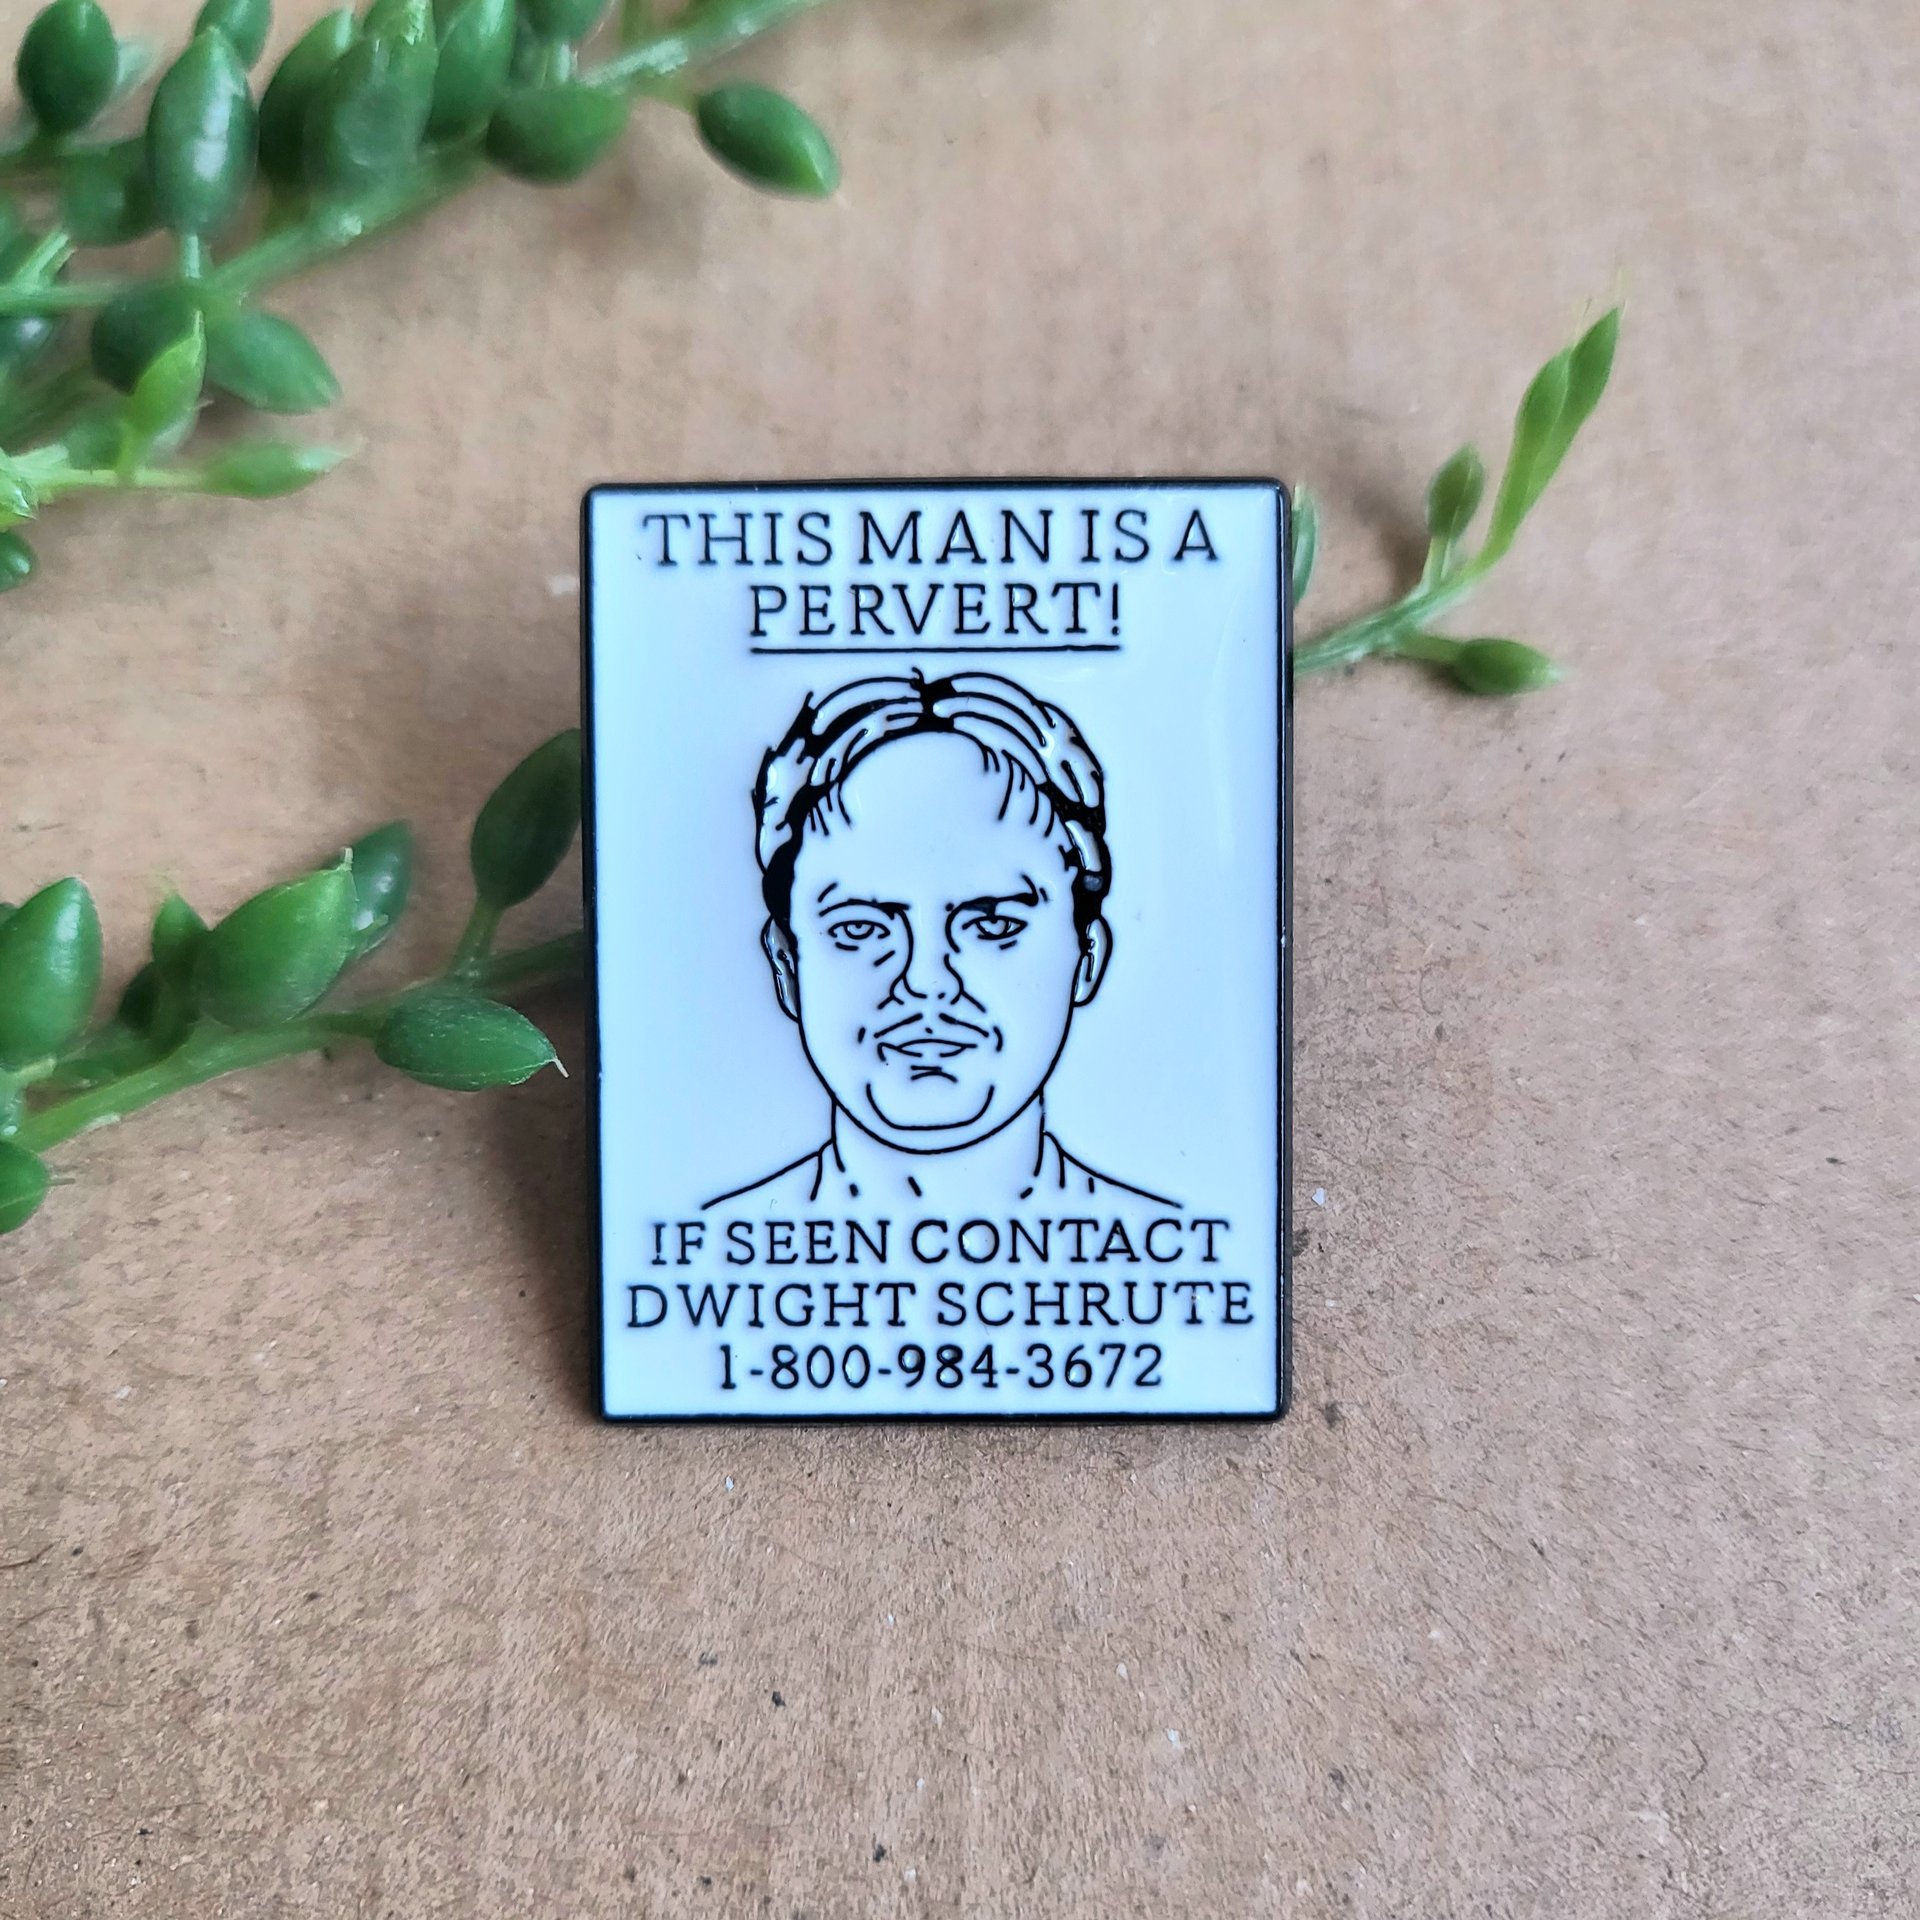 THIS MAN IS A
PERVERT!
IF SEEN CONTACT
DWIGHT SCHRUTE
1-800-984-3672